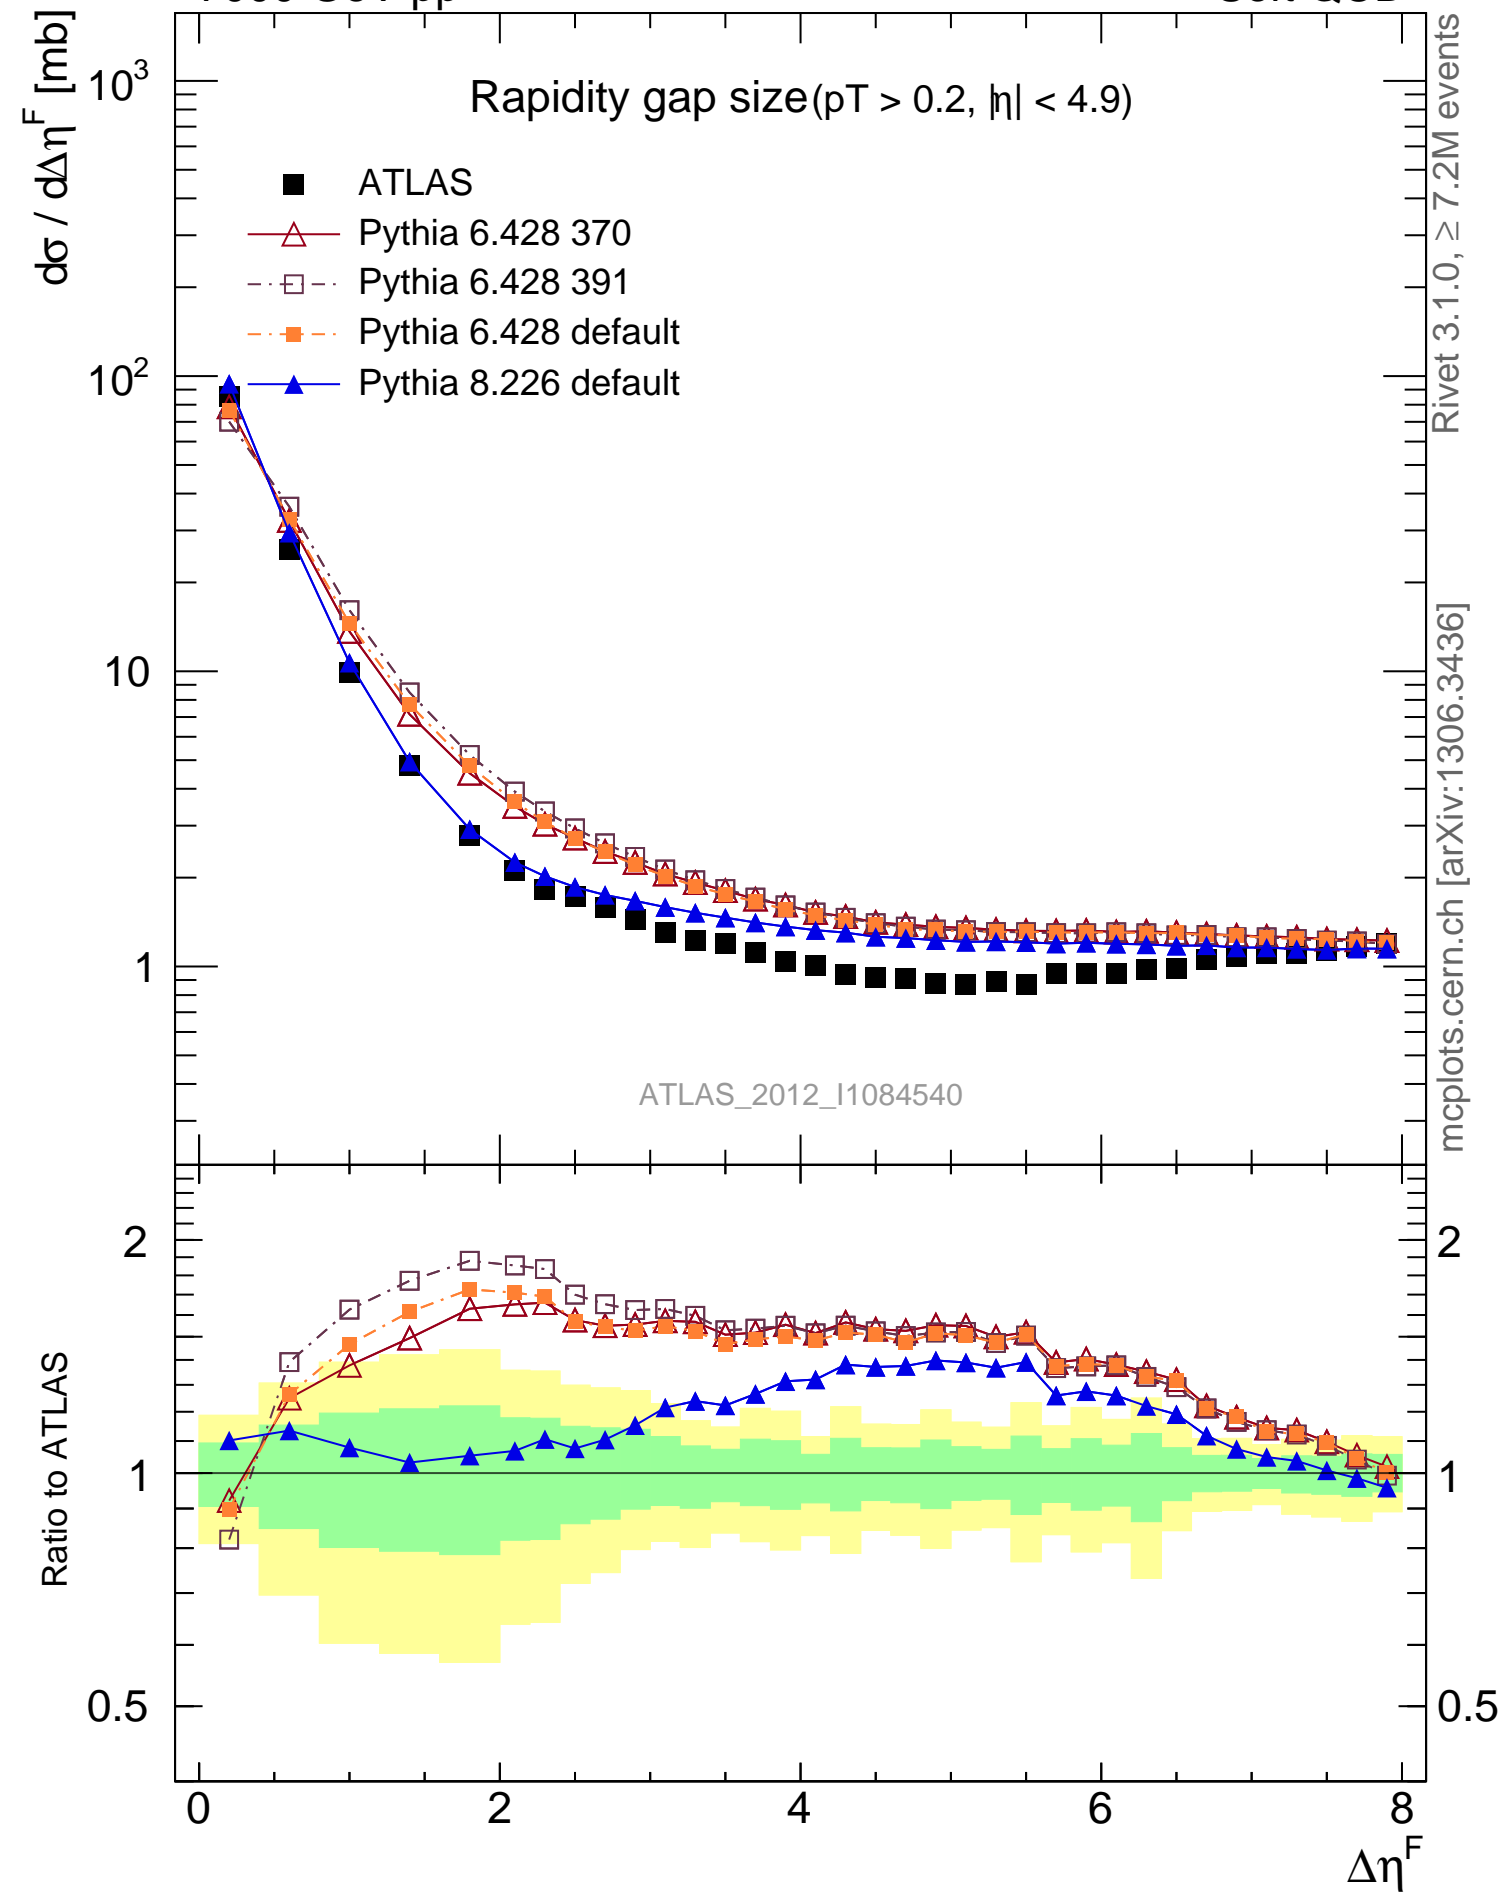 dσ / dΔη^F [mb]
10^3
10^2
10
1
Rapidity gap size (pT > 0.2, |η| < 4.9)
ATLAS
Pythia 6.428 370
Pythia 6.428 391
Pythia 6.428 default
Pythia 8.226 default
ATLAS_2012_I1084540
Rivet 3.1.0, ≥ 7.2M events
mcplots.cern.ch [arXiv:1306.3436]
Ratio to ATLAS
2
1
0.5
2
1
0.5
0 2 4 6 8
Δη^F